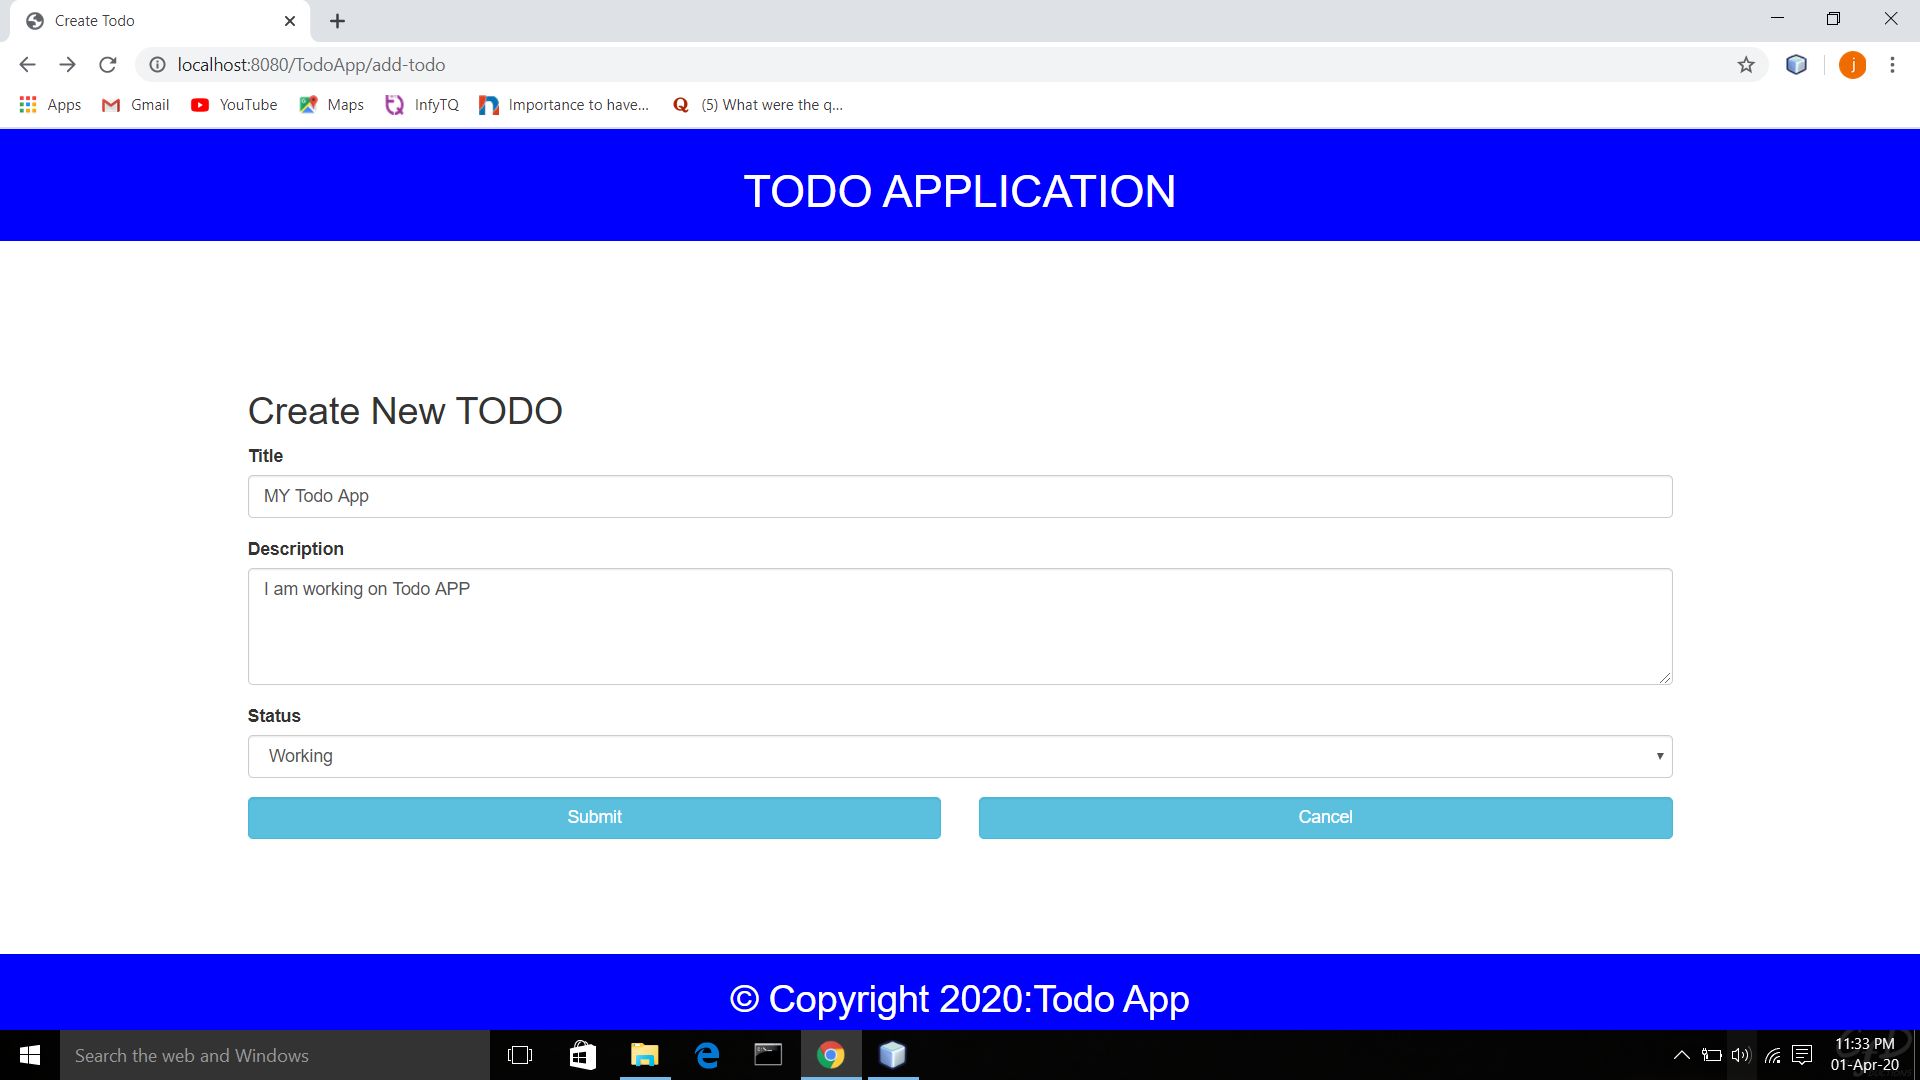 Create Todo
localhost:8080/TodoApp/add-todo
j
Apps Gmail YouTube Maps InfyTQ Importance to have... (5) What were the q...
TODO APPLICATION
Create New TODO
Title
MY Todo App
Description
I am working on Todo APP
Status
Working
Submit Cancel
© Copyright 2020:Todo App
Search the web and Windows
11:33 PM
01-Apr-20